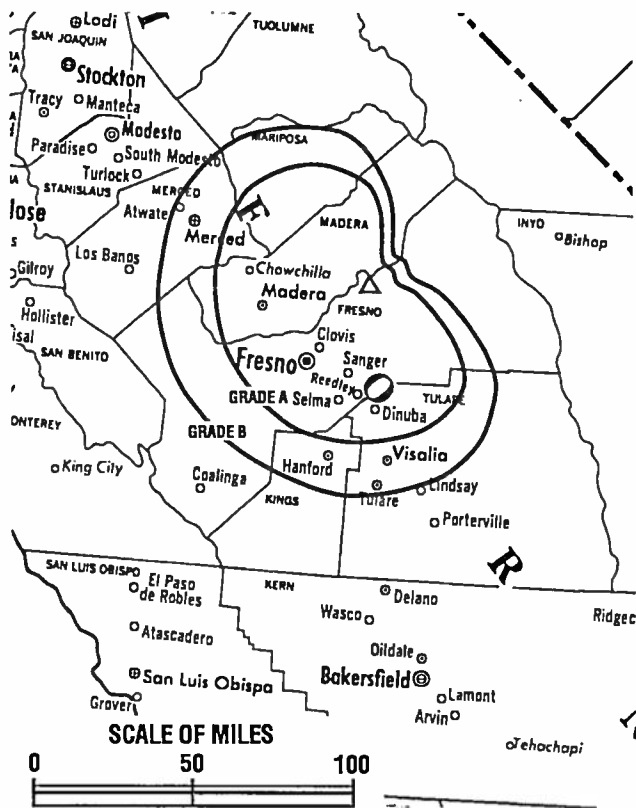 Lodi
SAN JOAQUIN
TUOLUMNE
Stockton
Tracy
Manteca
Modesto
Paradise
South Modesto
Turlock
STANISLAUS
MERCED
MARIPOSA
Atwater
Merced
MADERA
INYO
Bishop
Los Banos
Gilroy
Chowchilla
Madera
FRESNO
Hollister
SAN BENITO
Clovis
Fresno
Sanger
Reedley
GRADE A
Selma
TULARE
Dinuba
GRADE B
King City
Hanford
Visalia
Coalinga
KINGS
Tulare
Lindsay
Porterville
R
SAN LUIS OBISPO
El Paso
de Robles
KERN
Delano
Wasco
Ridgec
Atascadero
Oildale
San Luis Obispa
Bakersfield
Grover
Lamont
Arvin
Tehachapi
SCALE OF MILES
0 50 100